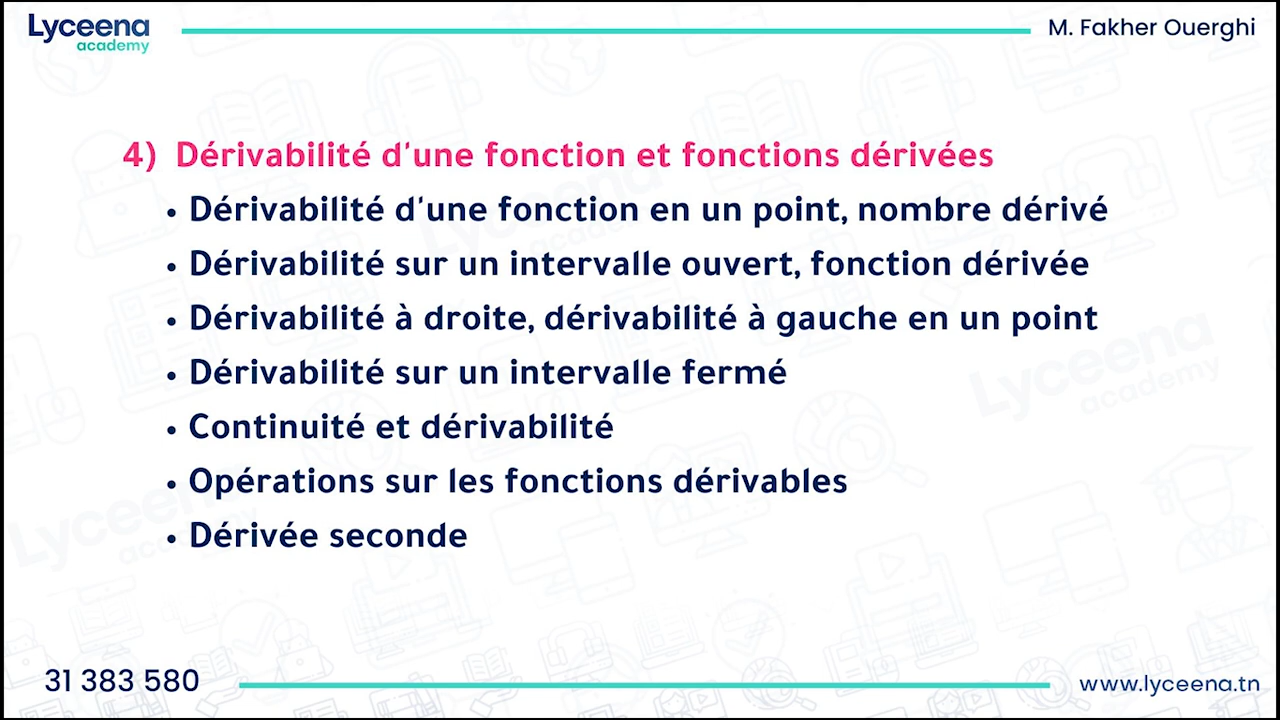 Lyceena
academy
M. Fakher Ouerghi
4) Dérivabilité d'une fonction et fonctions dérivées
• Dérivabilité d'une fonction en un point, nombre dérivé
• Dérivabilité sur un intervalle ouvert, fonction dérivée
• Dérivabilité à droite, dérivabilité à gauche en un point
• Dérivabilité sur un intervalle fermé
• Continuité et dérivabilité
• Opérations sur les fonctions dérivables
• Dérivée seconde
31 383 580
www.lyceena.tn